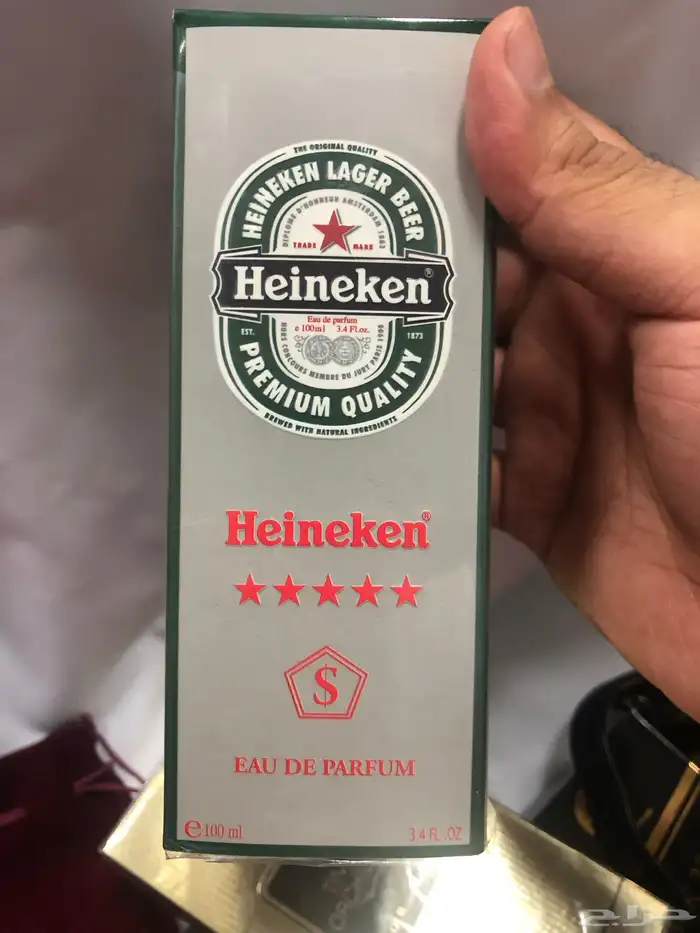 THE ORIGINAL QUALITY
HEINEKEN LAGER BEER
DIPLOME D'HONNEUR AMSTERDAM 1883
TRADE MARK
Heineken®
Eau de parfum
e 100ml 3.4 Fl.oz.
EST. 1873
HORS CONCOURS MEMBRE DU JURY PARIS 1900
PREMIUM QUALITY
BREWED WITH NATURAL INGREDIENTS
Heineken®
$
EAU DE PARFUM
e 100 ml 3.4 FL .OZ
حراج